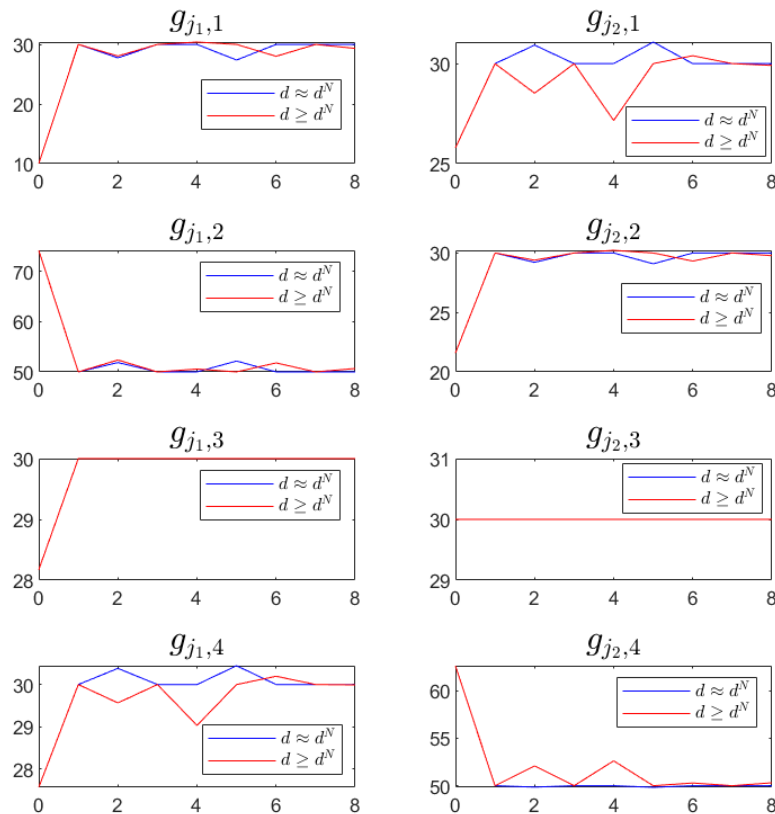 g_{j_1,1}
30
20
10
d ≈ d^N
d ≥ d^N
0 2 4 6 8
g_{j_2,1}
30
25
d ≈ d^N
d ≥ d^N
0 2 4 6 8
g_{j_1,2}
70
60
50
d ≈ d^N
d ≥ d^N
0 2 4 6 8
g_{j_2,2}
30
25
20
d ≈ d^N
d ≥ d^N
0 2 4 6 8
g_{j_1,3}
30
29
28
d ≈ d^N
d ≥ d^N
0 2 4 6 8
g_{j_2,3}
31
30
29
d ≈ d^N
d ≥ d^N
0 2 4 6 8
g_{j_1,4}
30
29
28
d ≈ d^N
d ≥ d^N
0 2 4 6 8
g_{j_2,4}
60
55
50
d ≈ d^N
d ≥ d^N
0 2 4 6 8